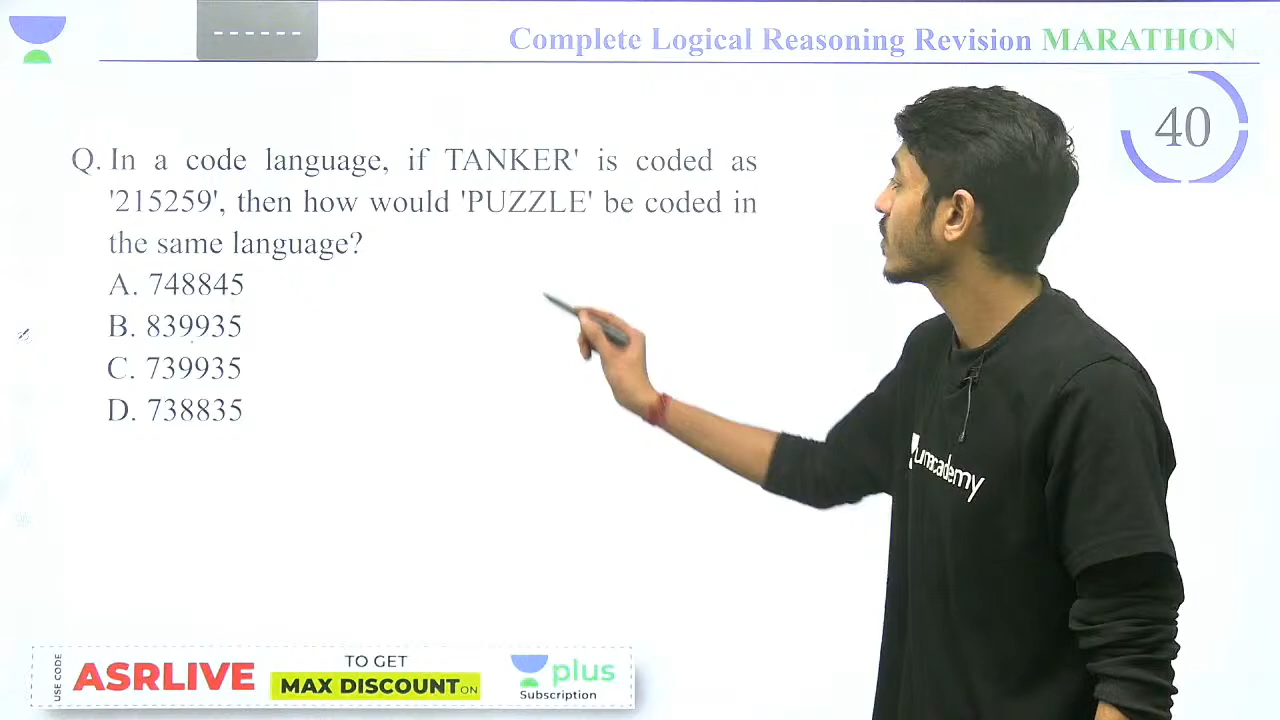 Complete Logical Reasoning Revision MARATHON
40
Q. In a code language, if TANKER' is coded as
'215259', then how would 'PUZZLE' be coded in
the same language?
A. 748845
B. 839935
C. 739935
D. 738835
unacademy
USE CODE
ASRLIVE
TO GET
MAX DISCOUNT ON
plus
Subscription